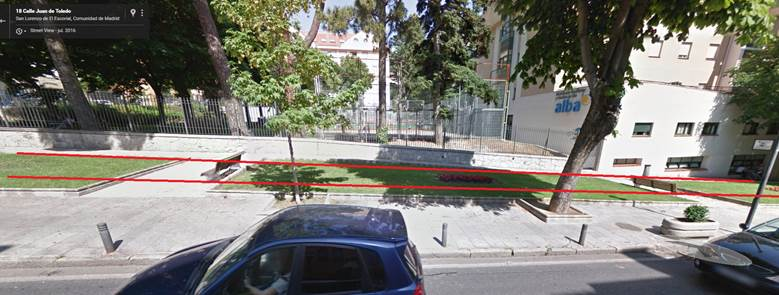 18 Calle Juan de Toledo
San Lorenzo de El Escorial, Comunidad de Madrid
Street View - jul. 2016
alba